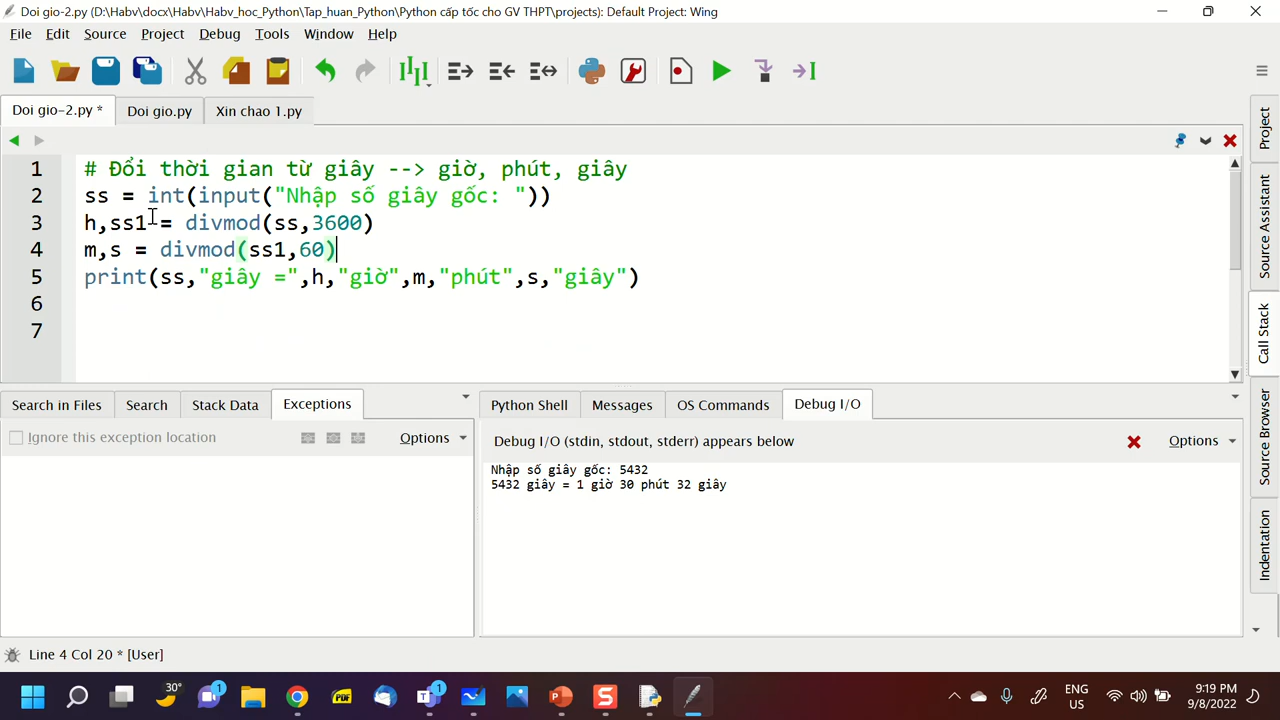 Doi gio-2.py (D:\Habv\docx\Habv\Habv_hoc_Python\Tap_huan_Python\Python cấp tốc cho GV THPT\projects): Default Project: Wing
File Edit Source Project Debug Tools Window Help
Doi gio-2.py * Doi gio.py Xin chao 1.py
1 # Đổi thời gian từ giây --> giờ, phút, giây
2 ss = int(input("Nhập số giây gốc: "))
3 h,ss1 = divmod(ss,3600)
4 m,s = divmod(ss1,60)
5 print(ss,"giây =",h,"giờ",m,"phút",s,"giây")
6
7
Project
Source Assistant
Call Stack
Source Browser
Indentation
Search in Files Search Stack Data Exceptions
Ignore this exception location Options
Python Shell Messages OS Commands Debug I/O
Debug I/O (stdin, stdout, stderr) appears below Options
Nhập số giây gốc: 5432
5432 giây = 1 giờ 30 phút 32 giây
Line 4 Col 20 * [User]
30°
1
PDF
1
ENG
US
9:19 PM
9/8/2022